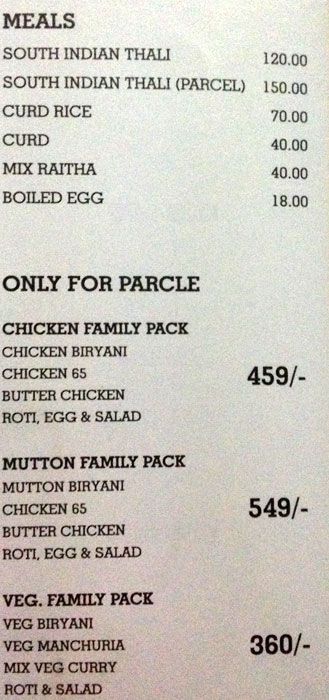 MEALS
SOUTH INDIAN THALI 120.00
SOUTH INDIAN THALI (PARCEL) 150.00
CURD RICE 70.00
CURD 40.00
MIX RAITHA 40.00
BOILED EGG 18.00
ONLY FOR PARCLE
CHICKEN FAMILY PACK
CHICKEN BIRYANI
CHICKEN 65 459/-
BUTTER CHICKEN
ROTI, EGG & SALAD
MUTTON FAMILY PACK
MUTTON BIRYANI
CHICKEN 65 549/-
BUTTER CHICKEN
ROTI, EGG & SALAD
VEG. FAMILY PACK
VEG BIRYANI
VEG MANCHURIA 360/-
MIX VEG CURRY
ROTI & SALAD